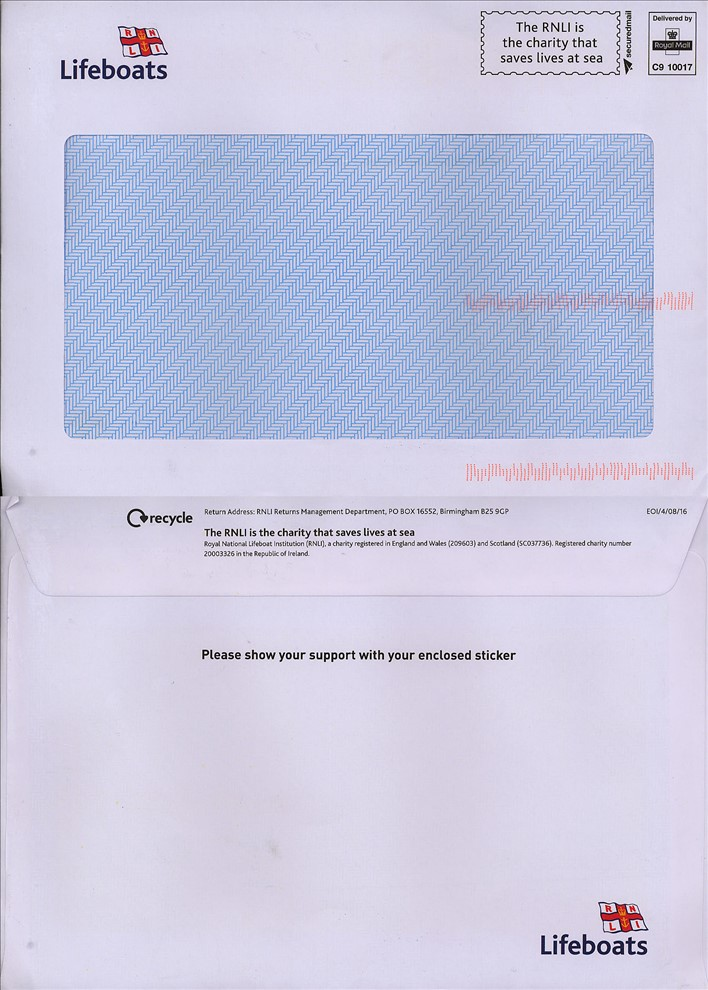 R N
L I
Lifeboats
The RNLI is
the charity that
saves lives at sea
securedmail
Delivered by
Royal Mail
C9 10017
recycle
Return Address: RNLI Returns Management Department, PO BOX 16552, Birmingham B25 9GP
EOI/4/08/16
The RNLI is the charity that saves lives at sea
Royal National Lifeboat Institution (RNLI), a charity registered in England and Wales (209603) and Scotland (SC037736). Registered charity number
20003326 in the Republic of Ireland.
Please show your support with your enclosed sticker
R N
L I
Lifeboats